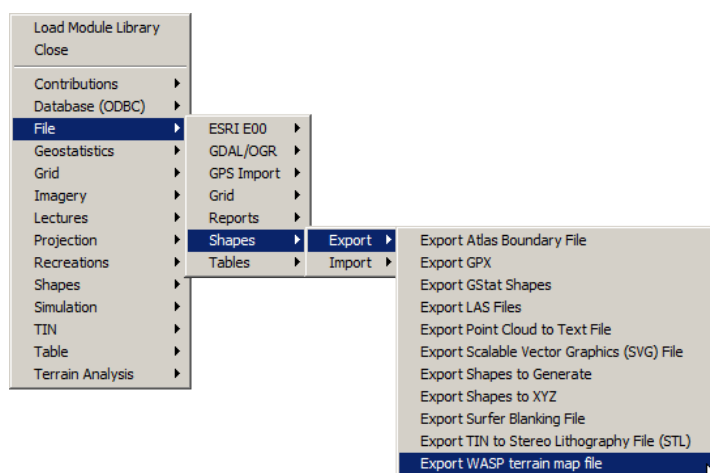 Load Module Library
Close
Contributions
Database (ODBC)
File
Geostatistics
Grid
Imagery
Lectures
Projection
Recreations
Shapes
Simulation
TIN
Table
Terrain Analysis
ESRI E00
GDAL/OGR
GPS Import
Grid
Reports
Shapes
Tables
Export
Import
Export Atlas Boundary File
Export GPX
Export GStat Shapes
Export LAS Files
Export Point Cloud to Text File
Export Scalable Vector Graphics (SVG) File
Export Shapes to Generate
Export Shapes to XYZ
Export Surfer Blanking File
Export TIN to Stereo Lithography File (STL)
Export WASP terrain map file